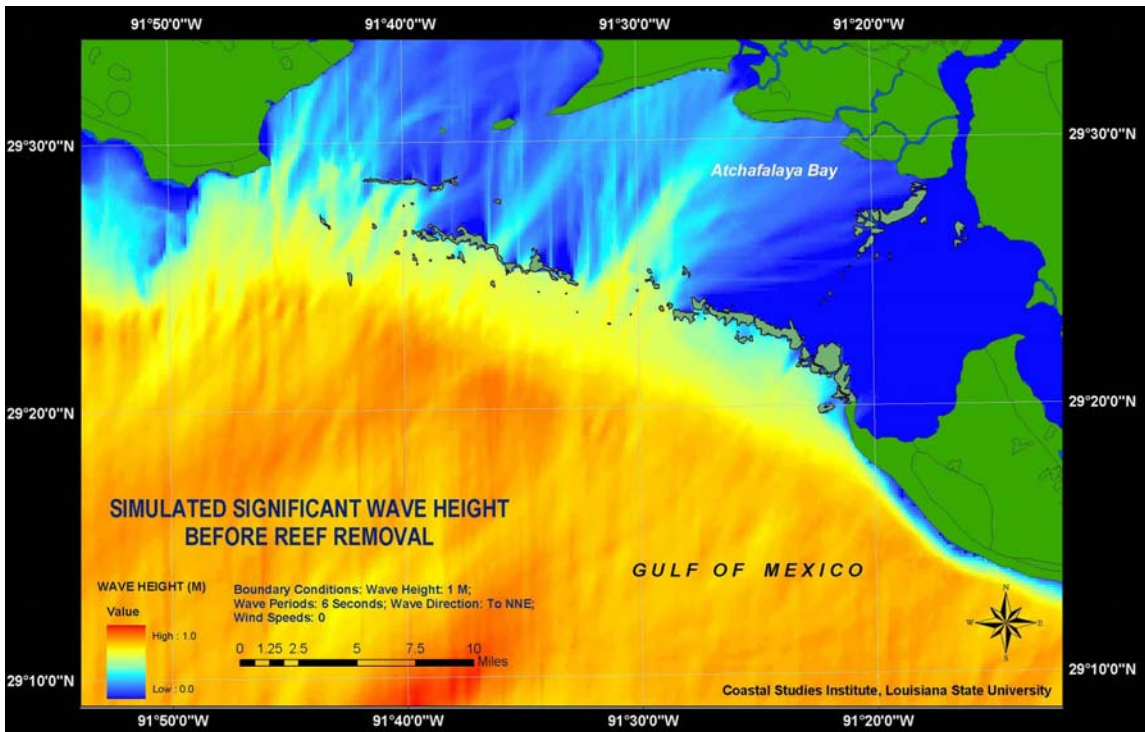 91°50'0"W 91°40'0"W 91°30'0"W 91°20'0"W
29°30'0"N 29°30'0"N
Atchafalaya Bay
29°20'0"N 29°20'0"N
SIMULATED SIGNIFICANT WAVE HEIGHT
BEFORE REEF REMOVAL
GULF OF MEXICO
WAVE HEIGHT (M)
Value
High : 1.0
Low : 0.0
Boundary Conditions: Wave Height: 1 M;
Wave Periods: 6 Seconds; Wave Direction: To NNE;
Wind Speeds: 0
0 1.25 2.5 5 7.5 10
Miles
N
W E
S
29°10'0"N 29°10'0"N
Coastal Studies Institute, Louisiana State University
91°50'0"W 91°40'0"W 91°30'0"W 91°20'0"W